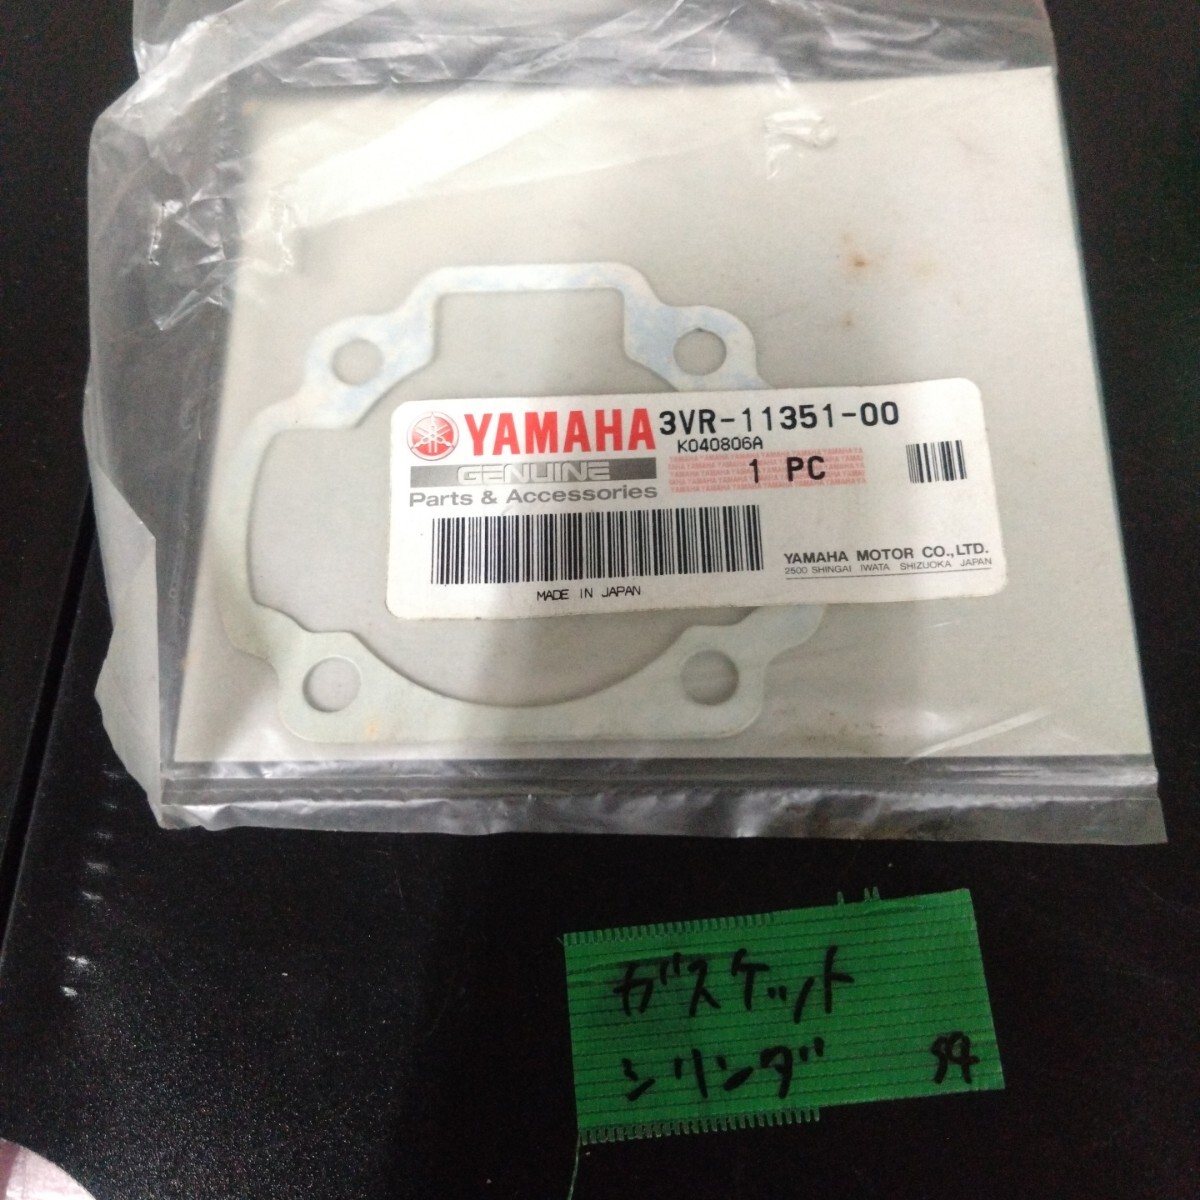 YAMAHA 3VR-11351-00
K040806A
GENUINE
1 PC
Parts & Accessories
YAMAHA MOTOR CO.,LTD.
2500 SHINGAI IWATA SHIZUOKA JAPAN
MADE IN JAPAN
ガスケット
シリンダ